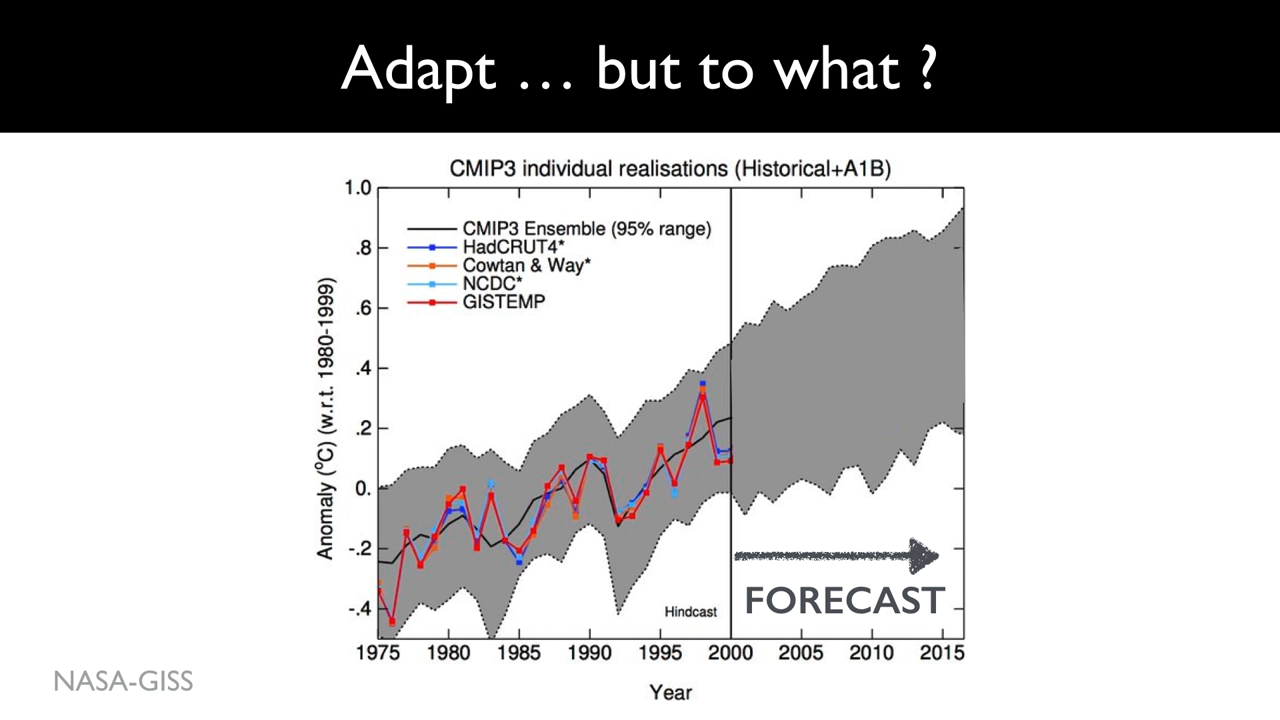 Adapt … but to what ?
CMIP3 individual realisations (Historical+A1B)
1.0
.8
.6
.4
.2
0.
-.2
-.4
Anomaly (ºC) (w.r.t. 1980-1999)
CMIP3 Ensemble (95% range)
HadCRUT4*
Cowtan & Way*
NCDC*
GISTEMP
Hindcast
FORECAST
1975 1980 1985 1990 1995 2000 2005 2010 2015
Year
NASA-GISS